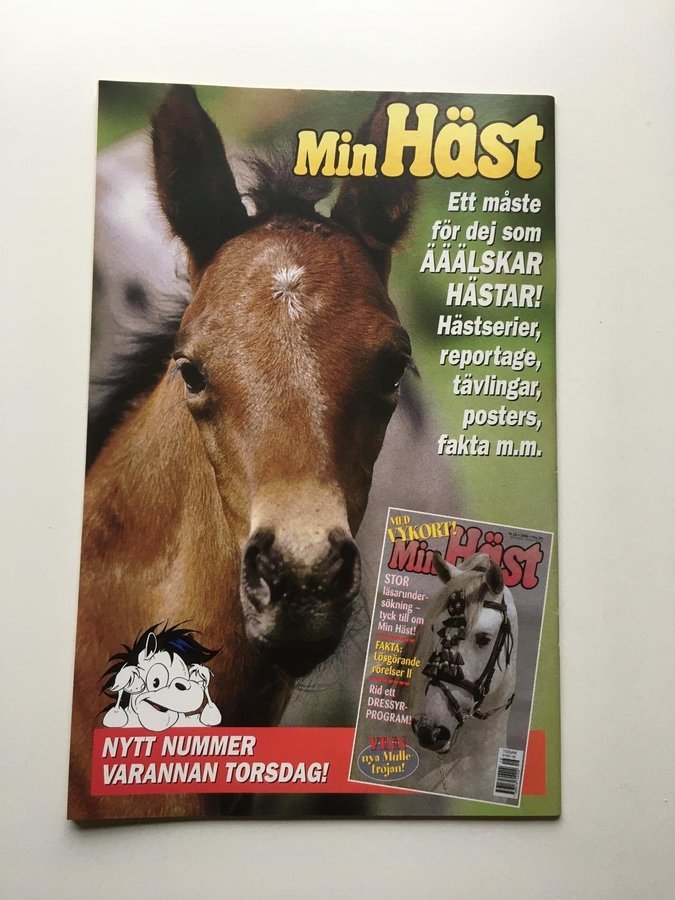 Min Häst
Ett måste
för dej som
ÄÄÄLSKAR
HÄSTAR!
Hästserier,
reportage,
tävlingar,
posters,
fakta m.m.
MED
VYKORT!
Min Häst
STOR
läsarunder-
sökning –
tyck till om
Min Häst!
FAKTA:
Lösgörande
rörelser II
Rid ett
DRESSYR-
PROGRAM!
VINN
nya Mulle-
tröjan!
NYTT NUMMER
VARANNAN TORSDAG!